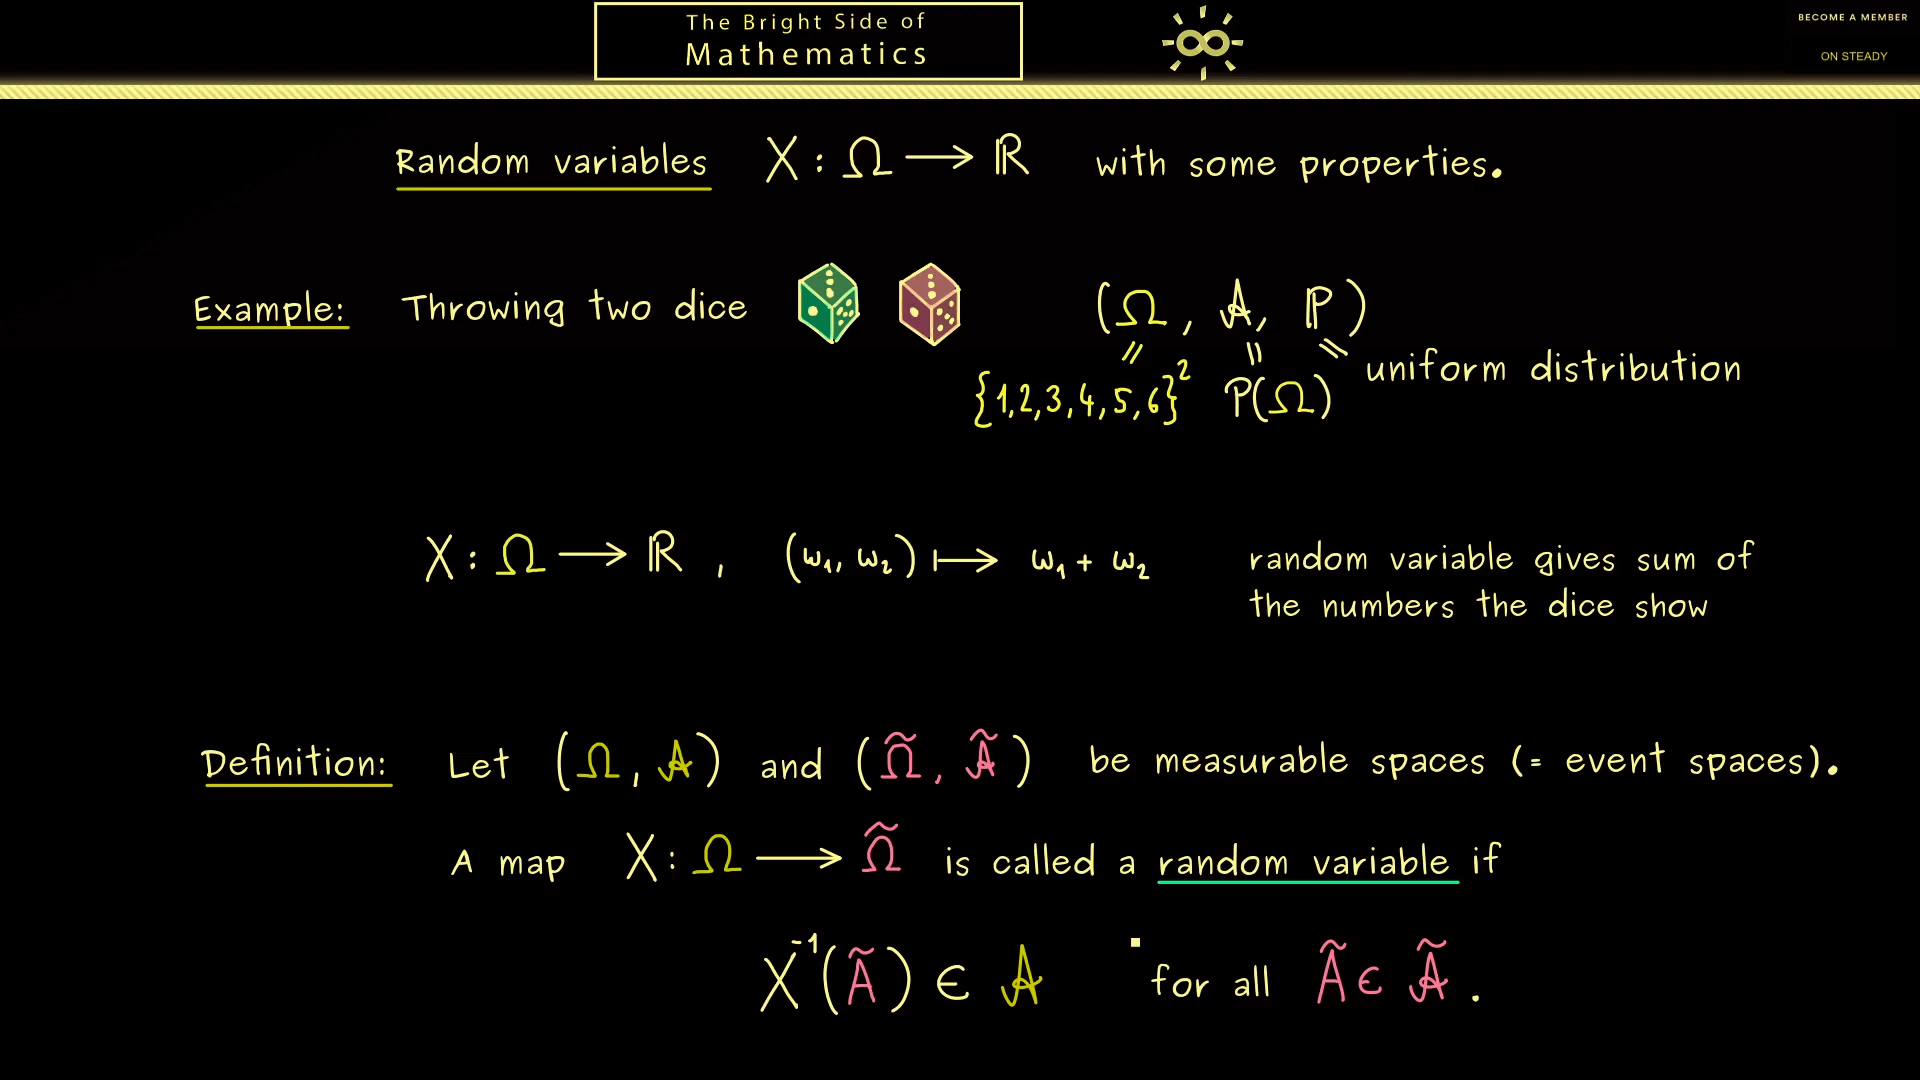 The Bright Side of
Mathematics
BECOME A MEMBER
ON STEADY
Random variables X : Ω ⟶ ℝ with some properties.
Example: Throwing two dice (Ω, 𝒜, ℙ)
= = = uniform distribution
{1,2,3,4,5,6}² P(Ω)
X : Ω ⟶ ℝ , (ω₁, ω₂) ⟼ ω₁ + ω₂ random variable gives sum of
the numbers the dice show
Definition: Let (Ω, 𝒜) and (Ω̃, 𝒜̃) be measurable spaces (= event spaces).
A map X : Ω ⟶ Ω̃ is called a random variable if
X⁻¹(Ã) ∈ 𝒜 for all Ã ∈ 𝒜̃ .